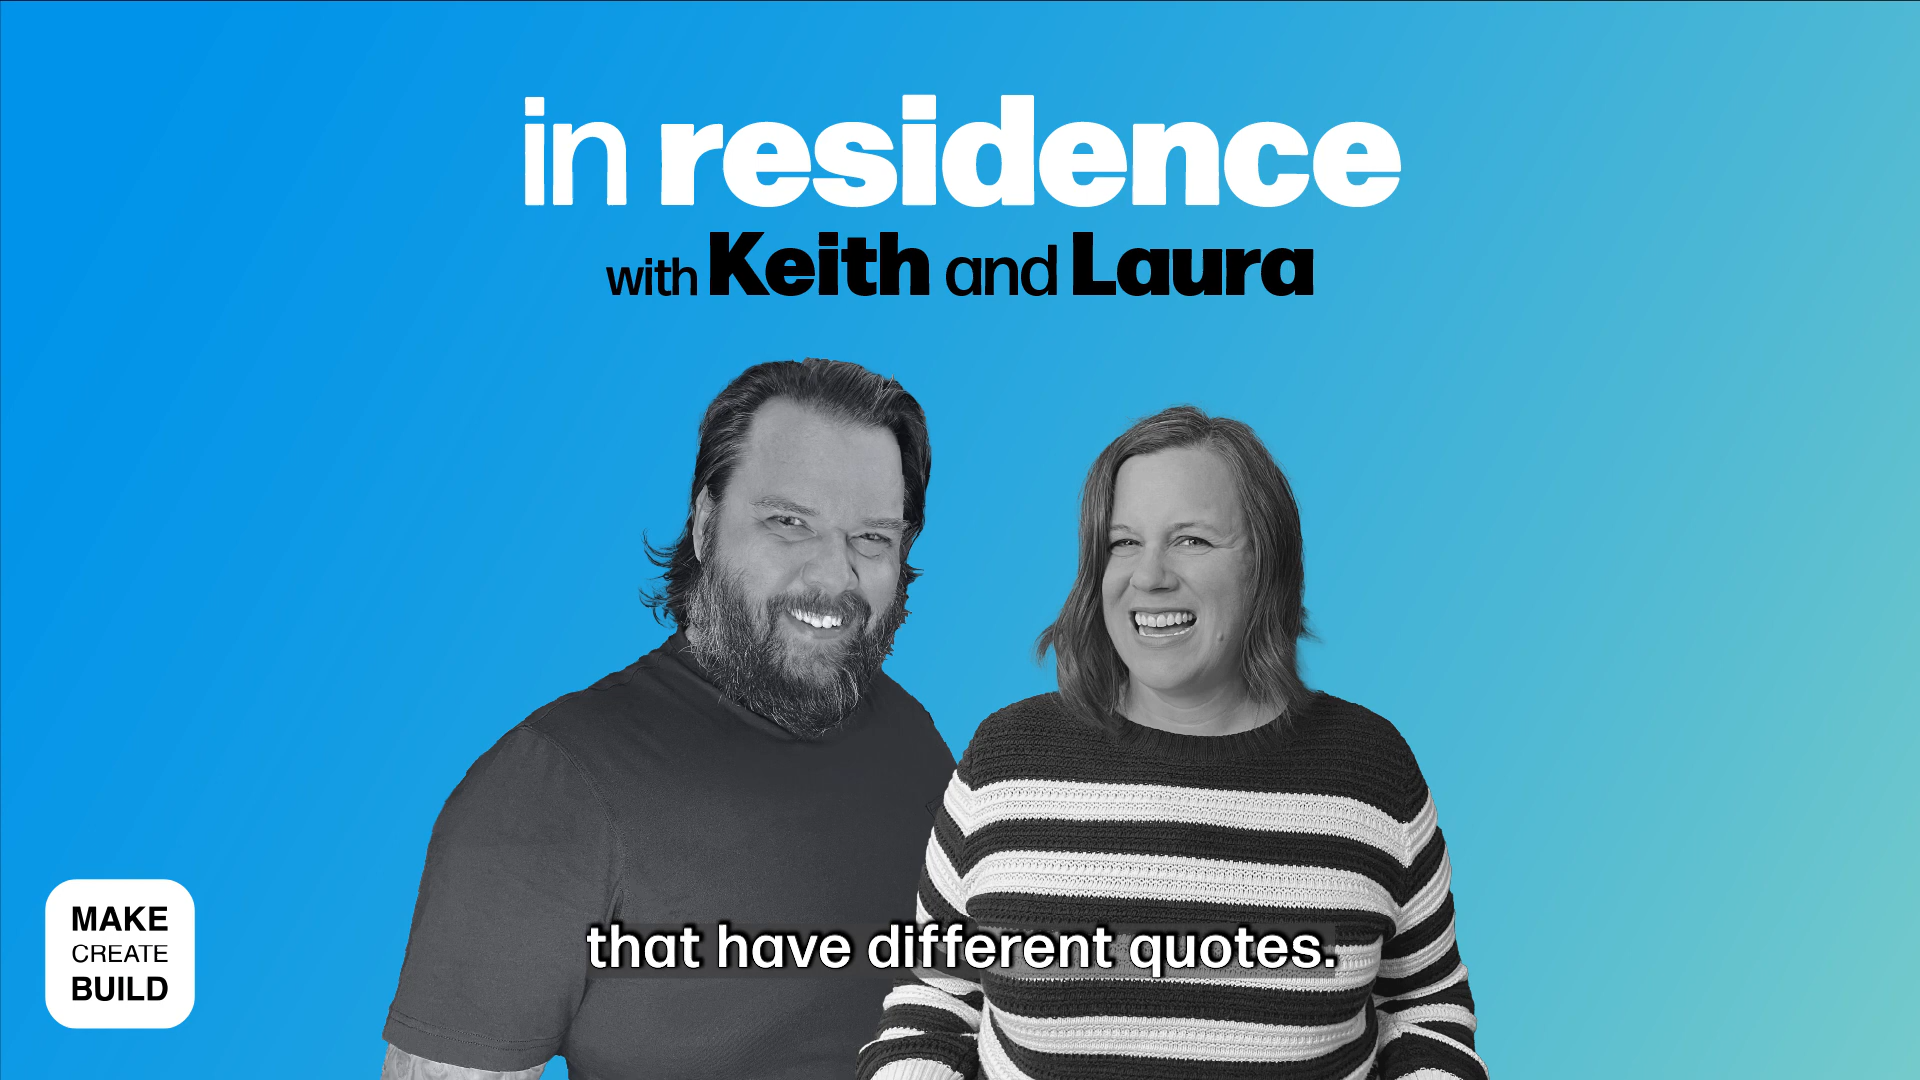 in residence
with Keith and Laura
that have different quotes.
MAKE
CREATE
BUILD